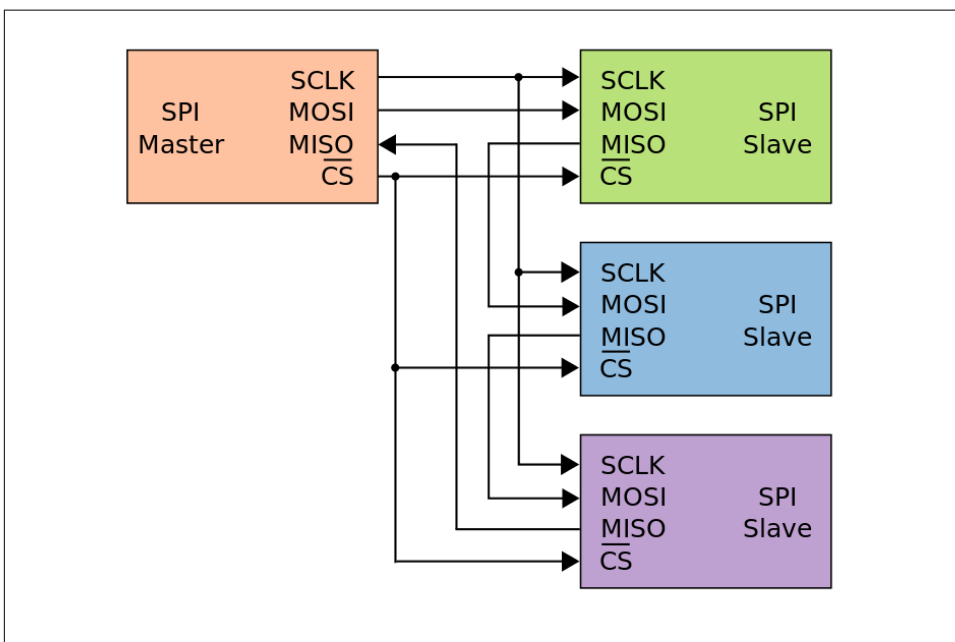 SCLK
SPI MOSI
Master MISO
CS
SCLK
MOSI SPI
MISO Slave
CS
SCLK
MOSI SPI
MISO Slave
CS
SCLK
MOSI SPI
MISO Slave
CS